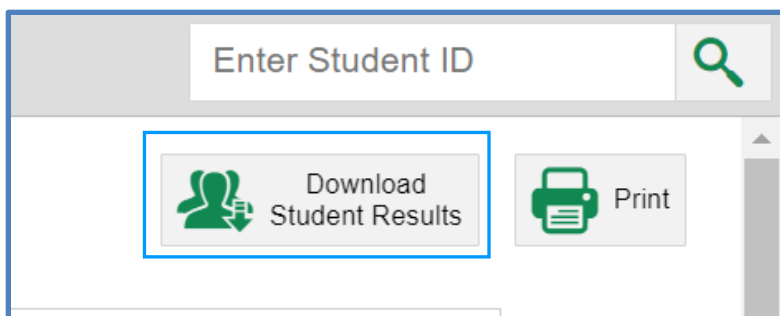 Enter Student ID
Download
Student Results
Print